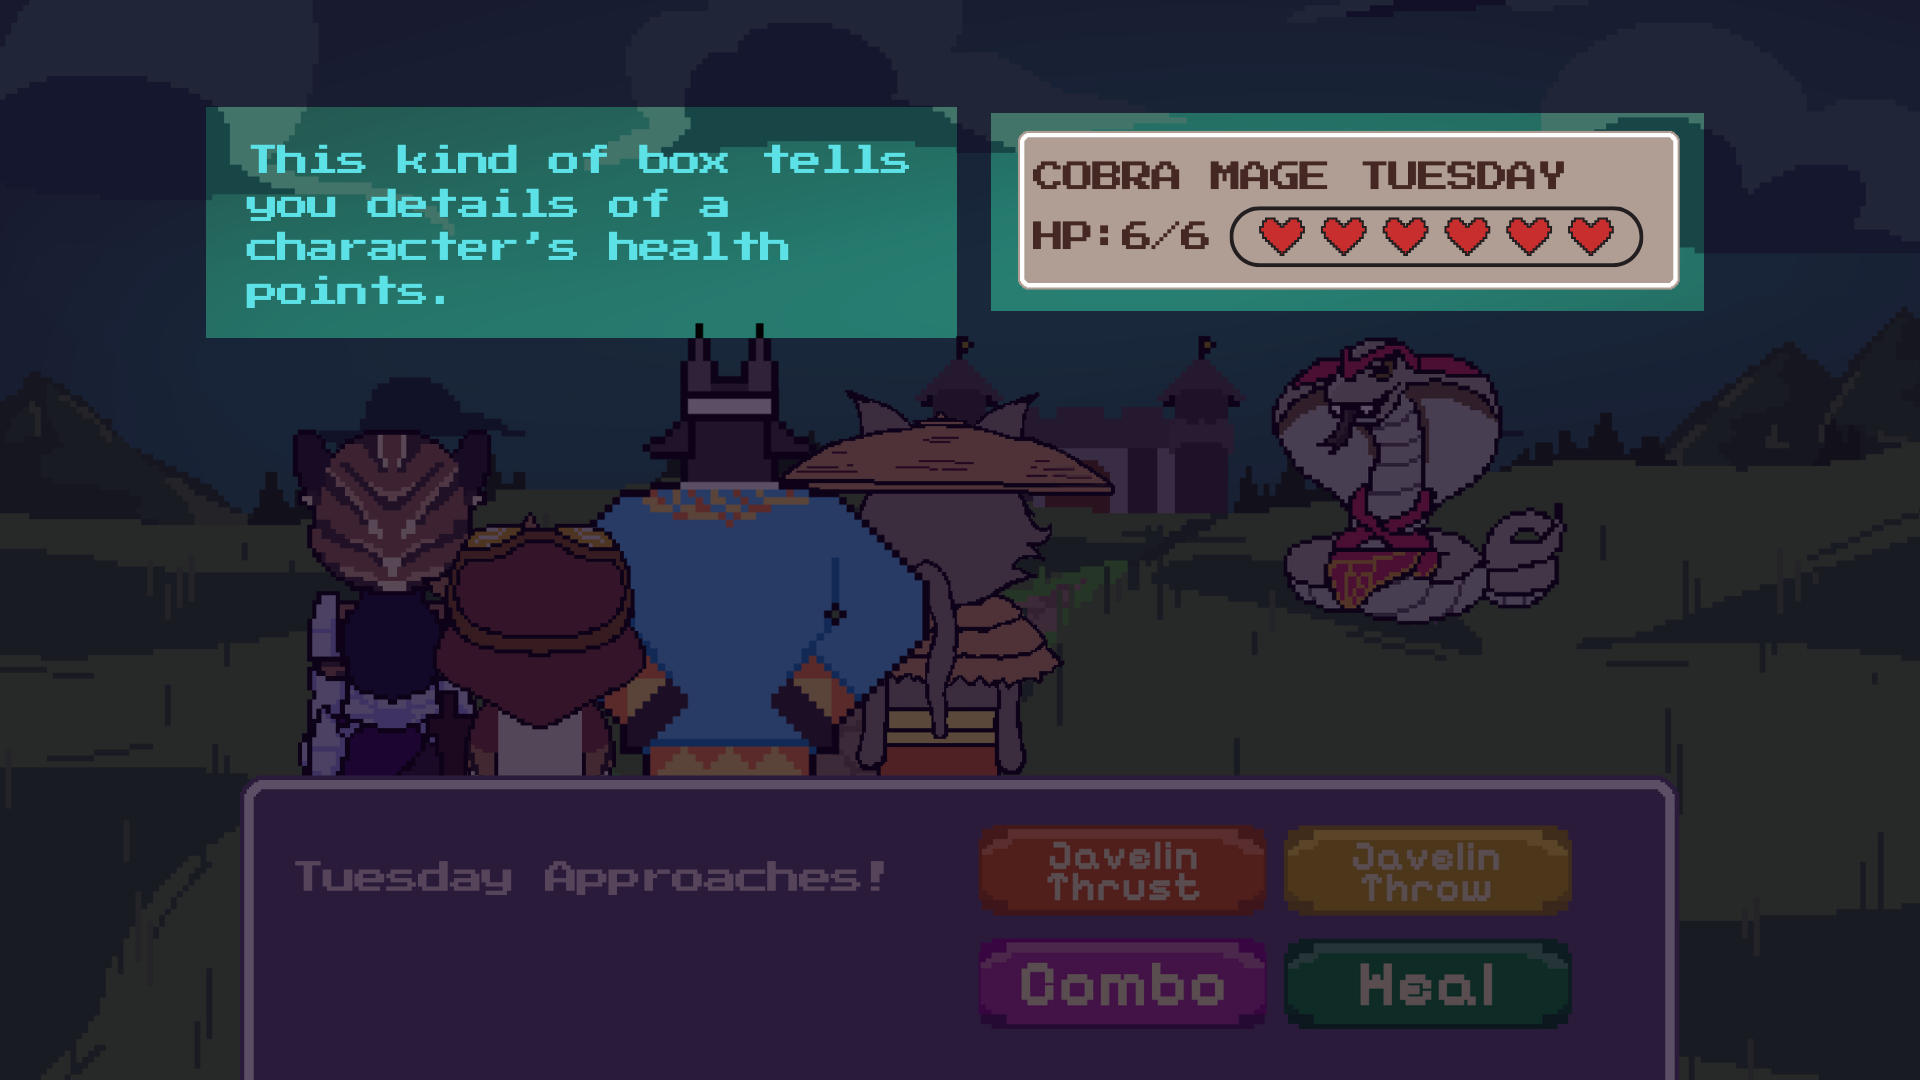 This kind of box tells
you details of a
character's health
points.
COBRA MAGE TUESDAY
HP:6/6
Tuesday Approaches!
Javelin
Thrust
Javelin
Throw
Combo
Heal